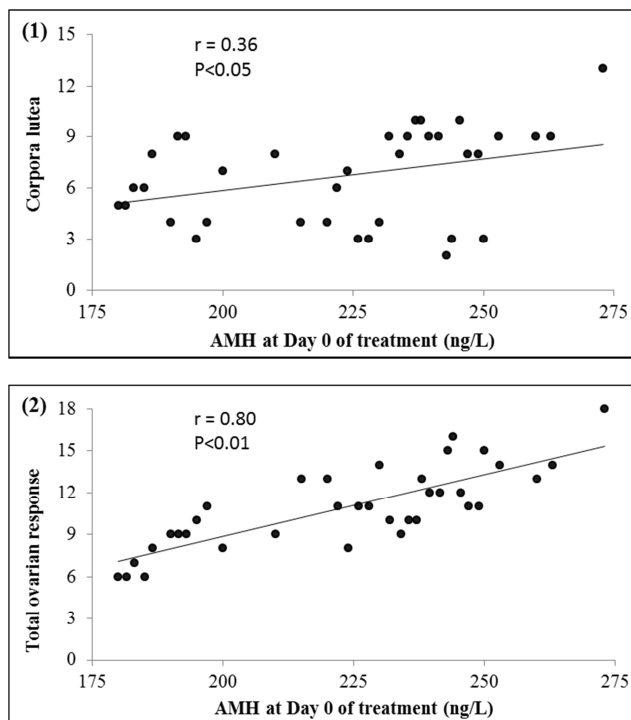 (1)
r = 0.36
P<0.05
15
12
9
6
3
0
Corpora lutea
175 200 225 250 275
AMH at Day 0 of treatment (ng/L)
(2)
r = 0.80
P<0.01
18
15
12
9
6
3
0
Total ovarian response
175 200 225 250 275
AMH at Day 0 of treatment (ng/L)